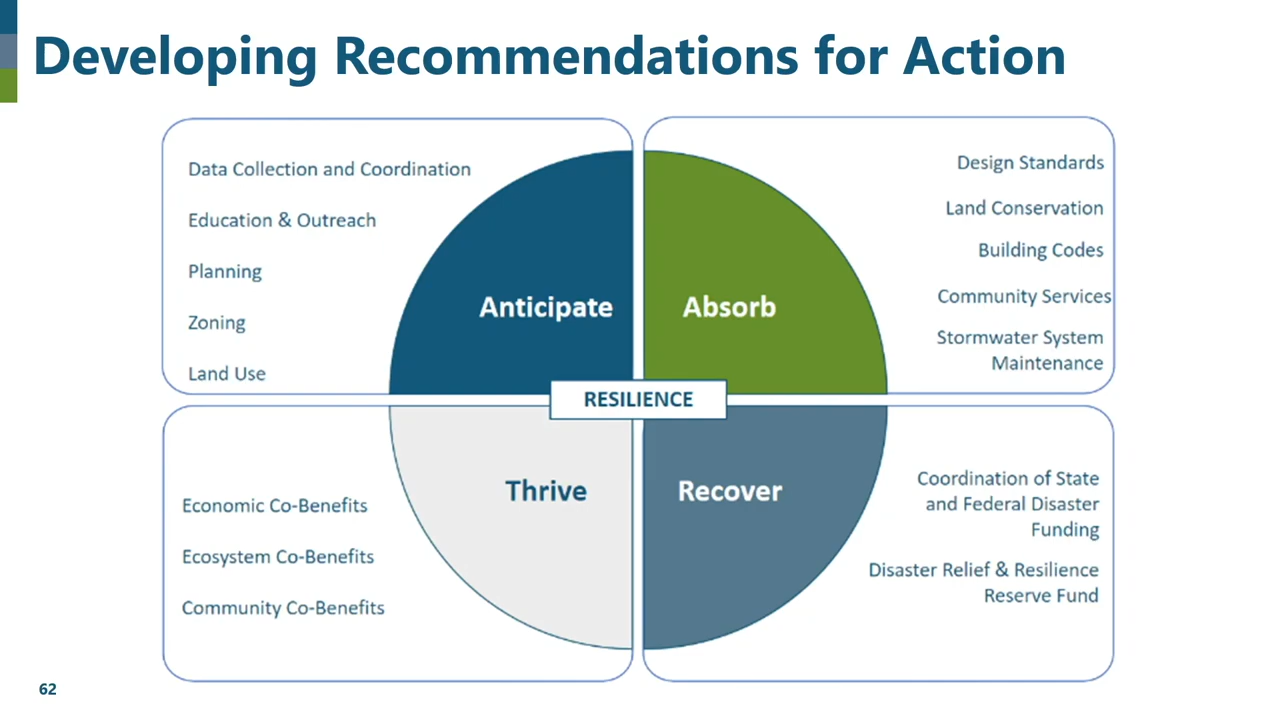 Developing Recommendations for Action
Data Collection and Coordination
Education & Outreach
Planning
Zoning
Land Use
Anticipate
Absorb
Design Standards
Land Conservation
Building Codes
Community Services
Stormwater System
Maintenance
RESILIENCE
Economic Co-Benefits
Ecosystem Co-Benefits
Community Co-Benefits
Thrive
Recover
Coordination of State
and Federal Disaster
Funding
Disaster Relief & Resilience
Reserve Fund
62